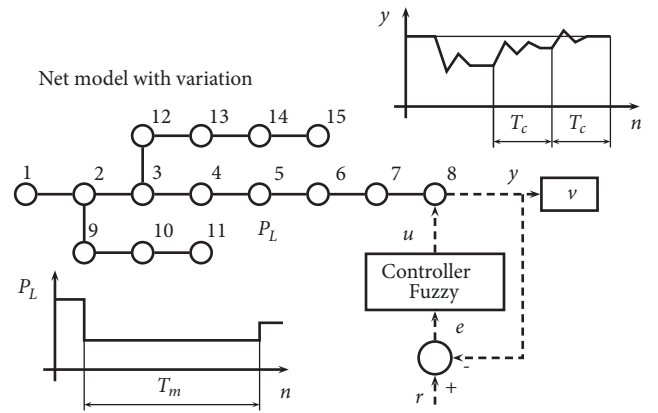 y
Net model with variation
T_c T_c n
12 13 14 15
1 2 3 4 5 6 7 8 y v
9 10 11 P_L u
P_L Controller
Fuzzy
e
T_m n
-
r +